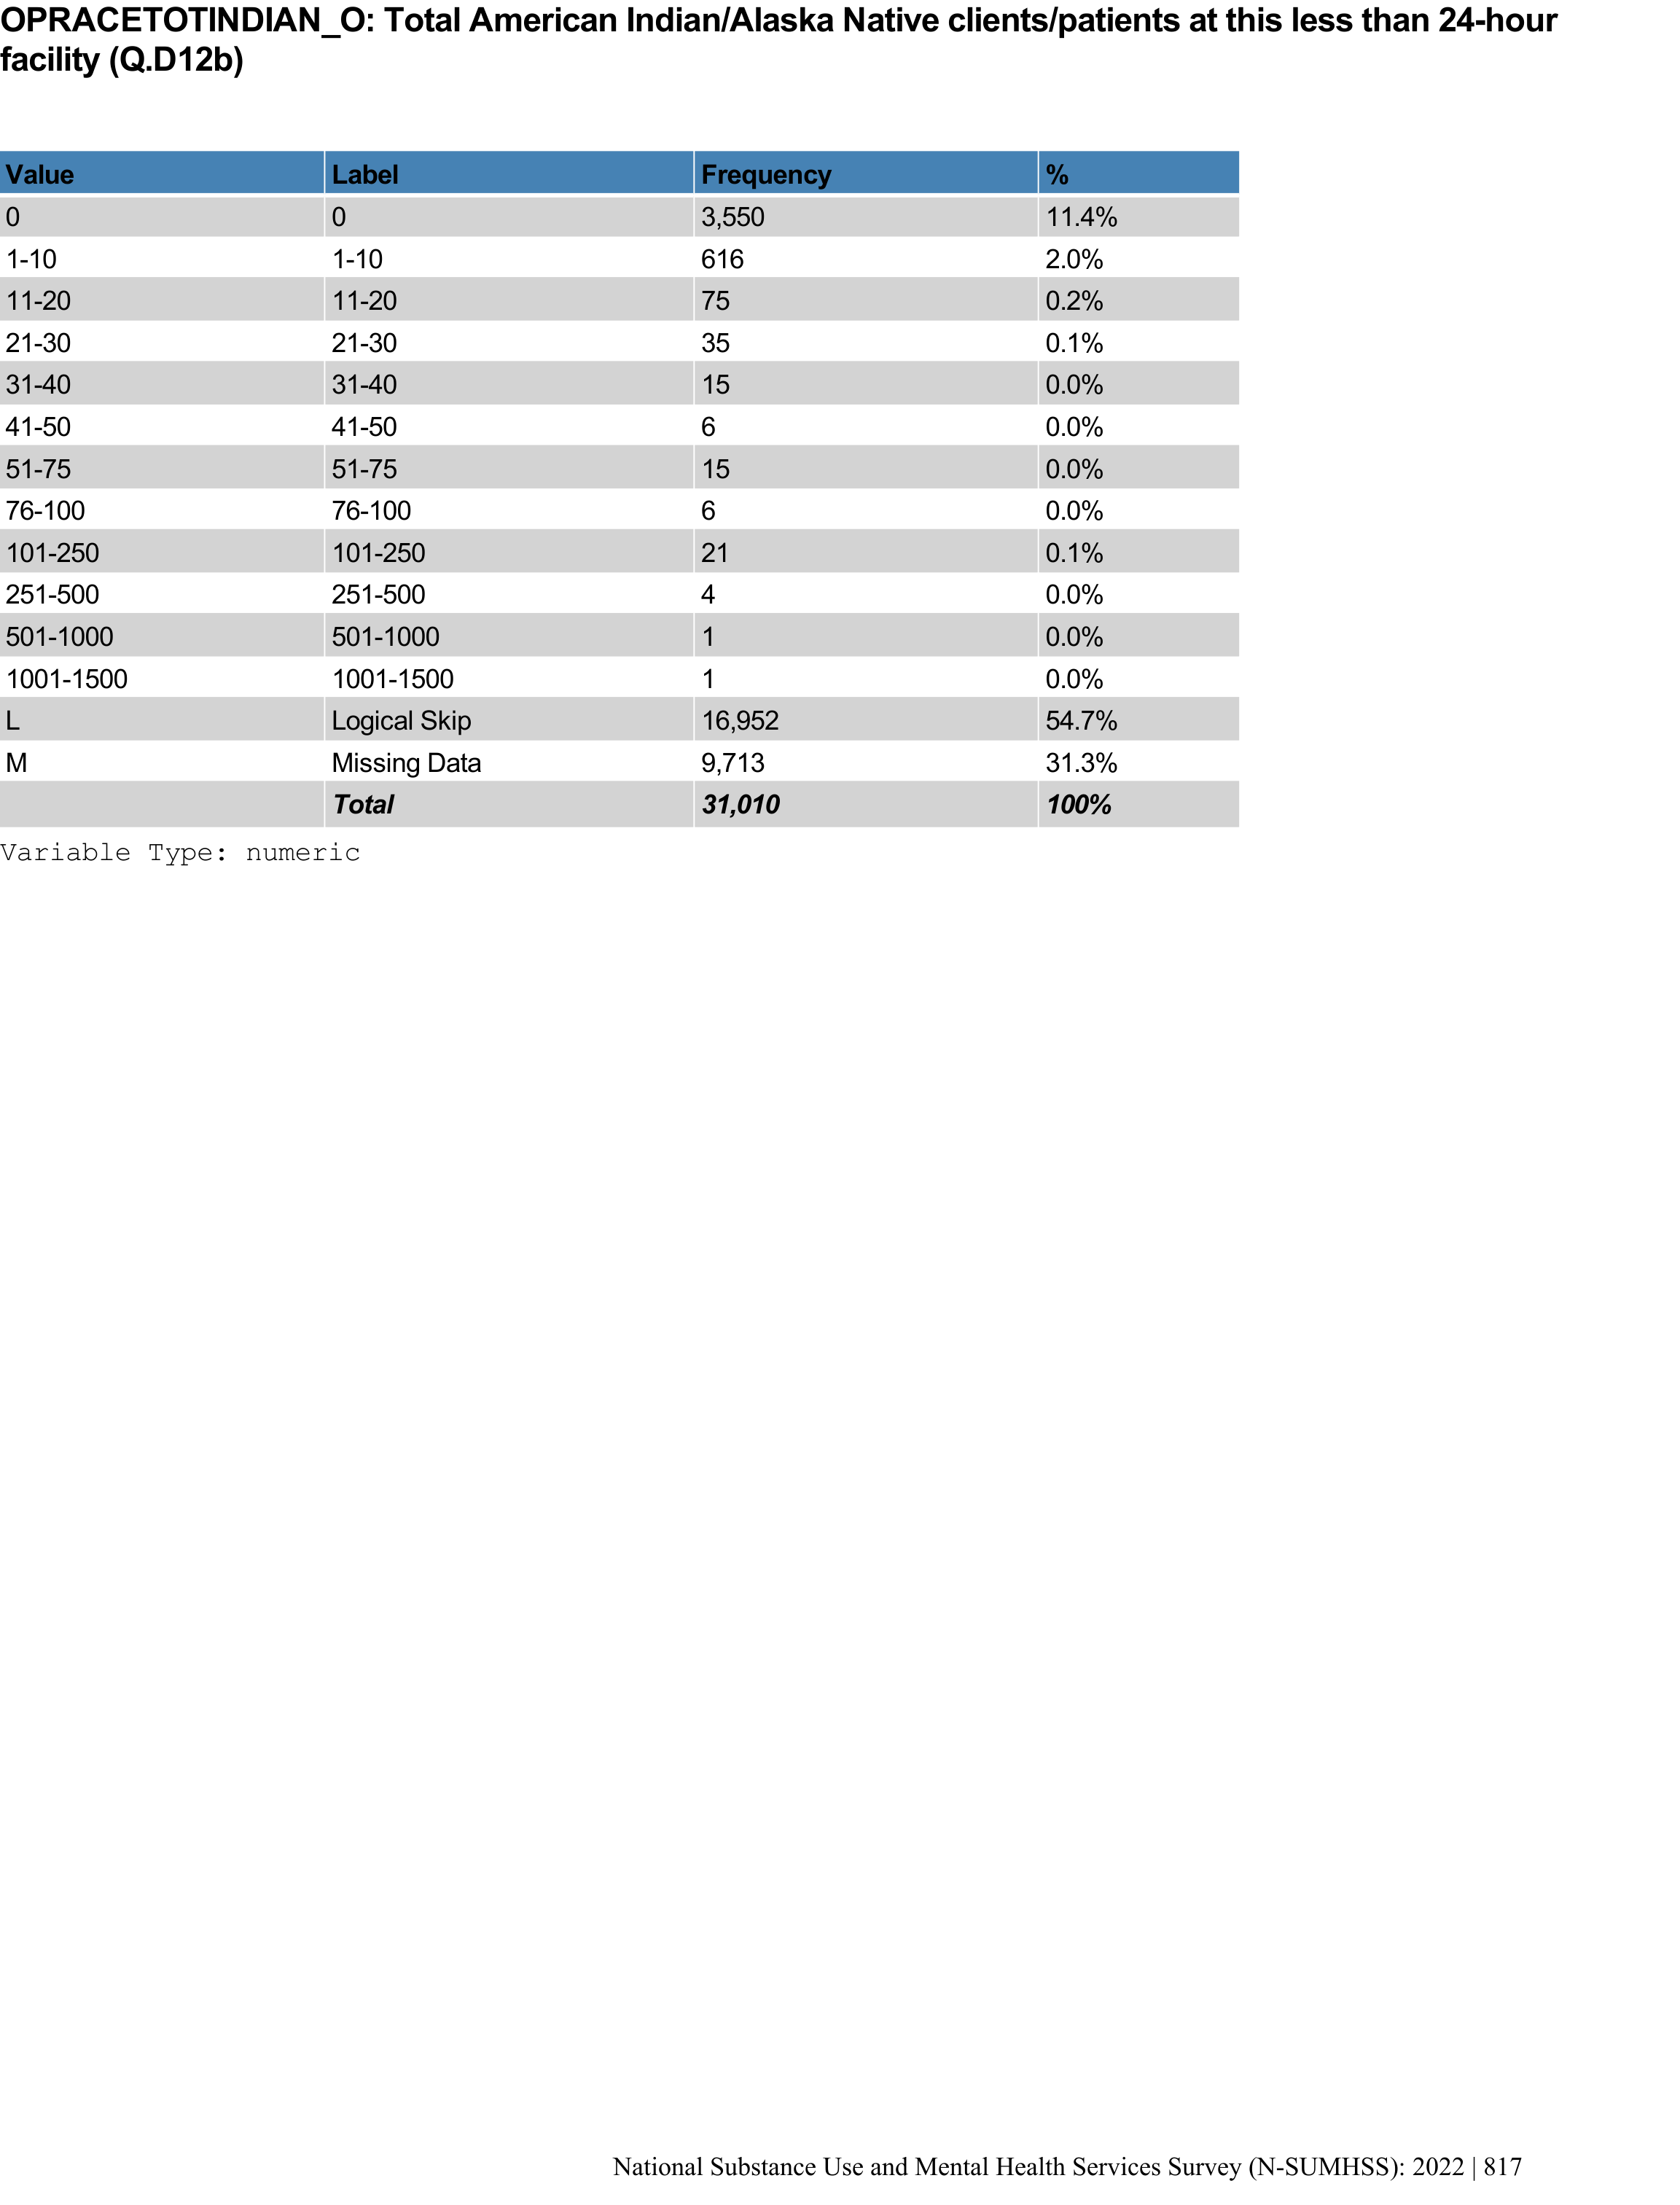 OPRACETOTINDIAN_O: Total American Indian/Alaska Native clients/patients at this less than 24-hour
facility (Q.D12b)
Value Label Frequency %
0 0 3,550 11.4%
1-10 1-10 616 2.0%
11-20 11-20 75 0.2%
21-30 21-30 35 0.1%
31-40 31-40 15 0.0%
41-50 41-50 6 0.0%
51-75 51-75 15 0.0%
76-100 76-100 6 0.0%
101-250 101-250 21 0.1%
251-500 251-500 4 0.0%
501-1000 501-1000 1 0.0%
1001-1500 1001-1500 1 0.0%
L Logical Skip 16,952 54.7%
M Missing Data 9,713 31.3%
Total 31,010 100%
Variable Type: numeric
National Substance Use and Mental Health Services Survey (N-SUMHSS): 2022 | 817